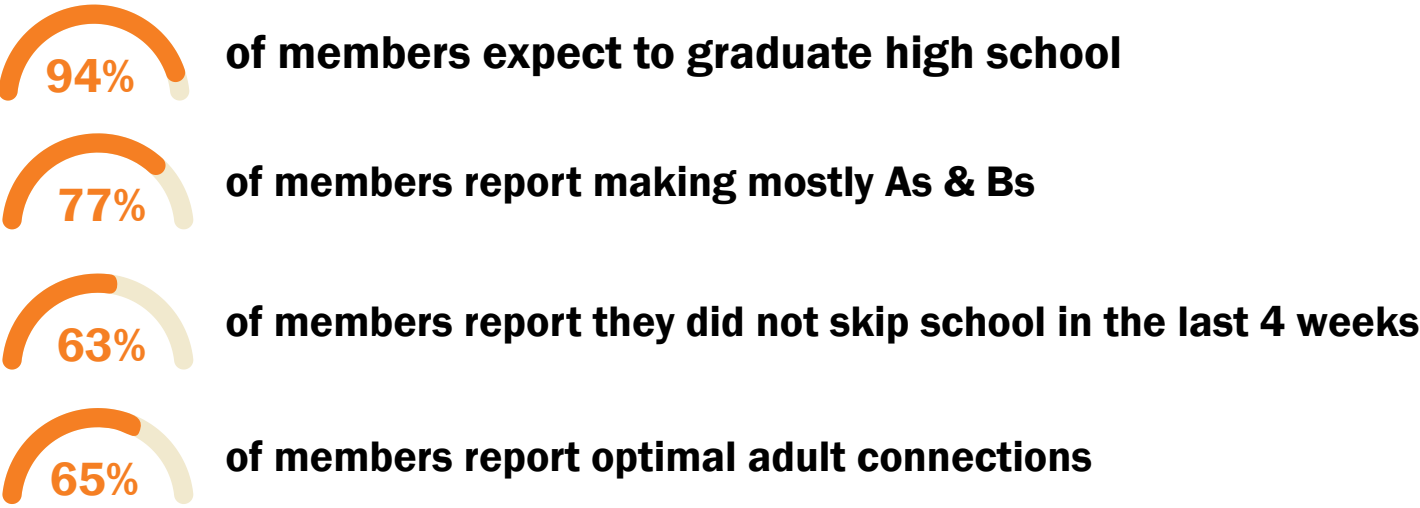 94% of members expect to graduate high school
77% of members report making mostly As & Bs
63% of members report they did not skip school in the last 4 weeks
65% of members report optimal adult connections